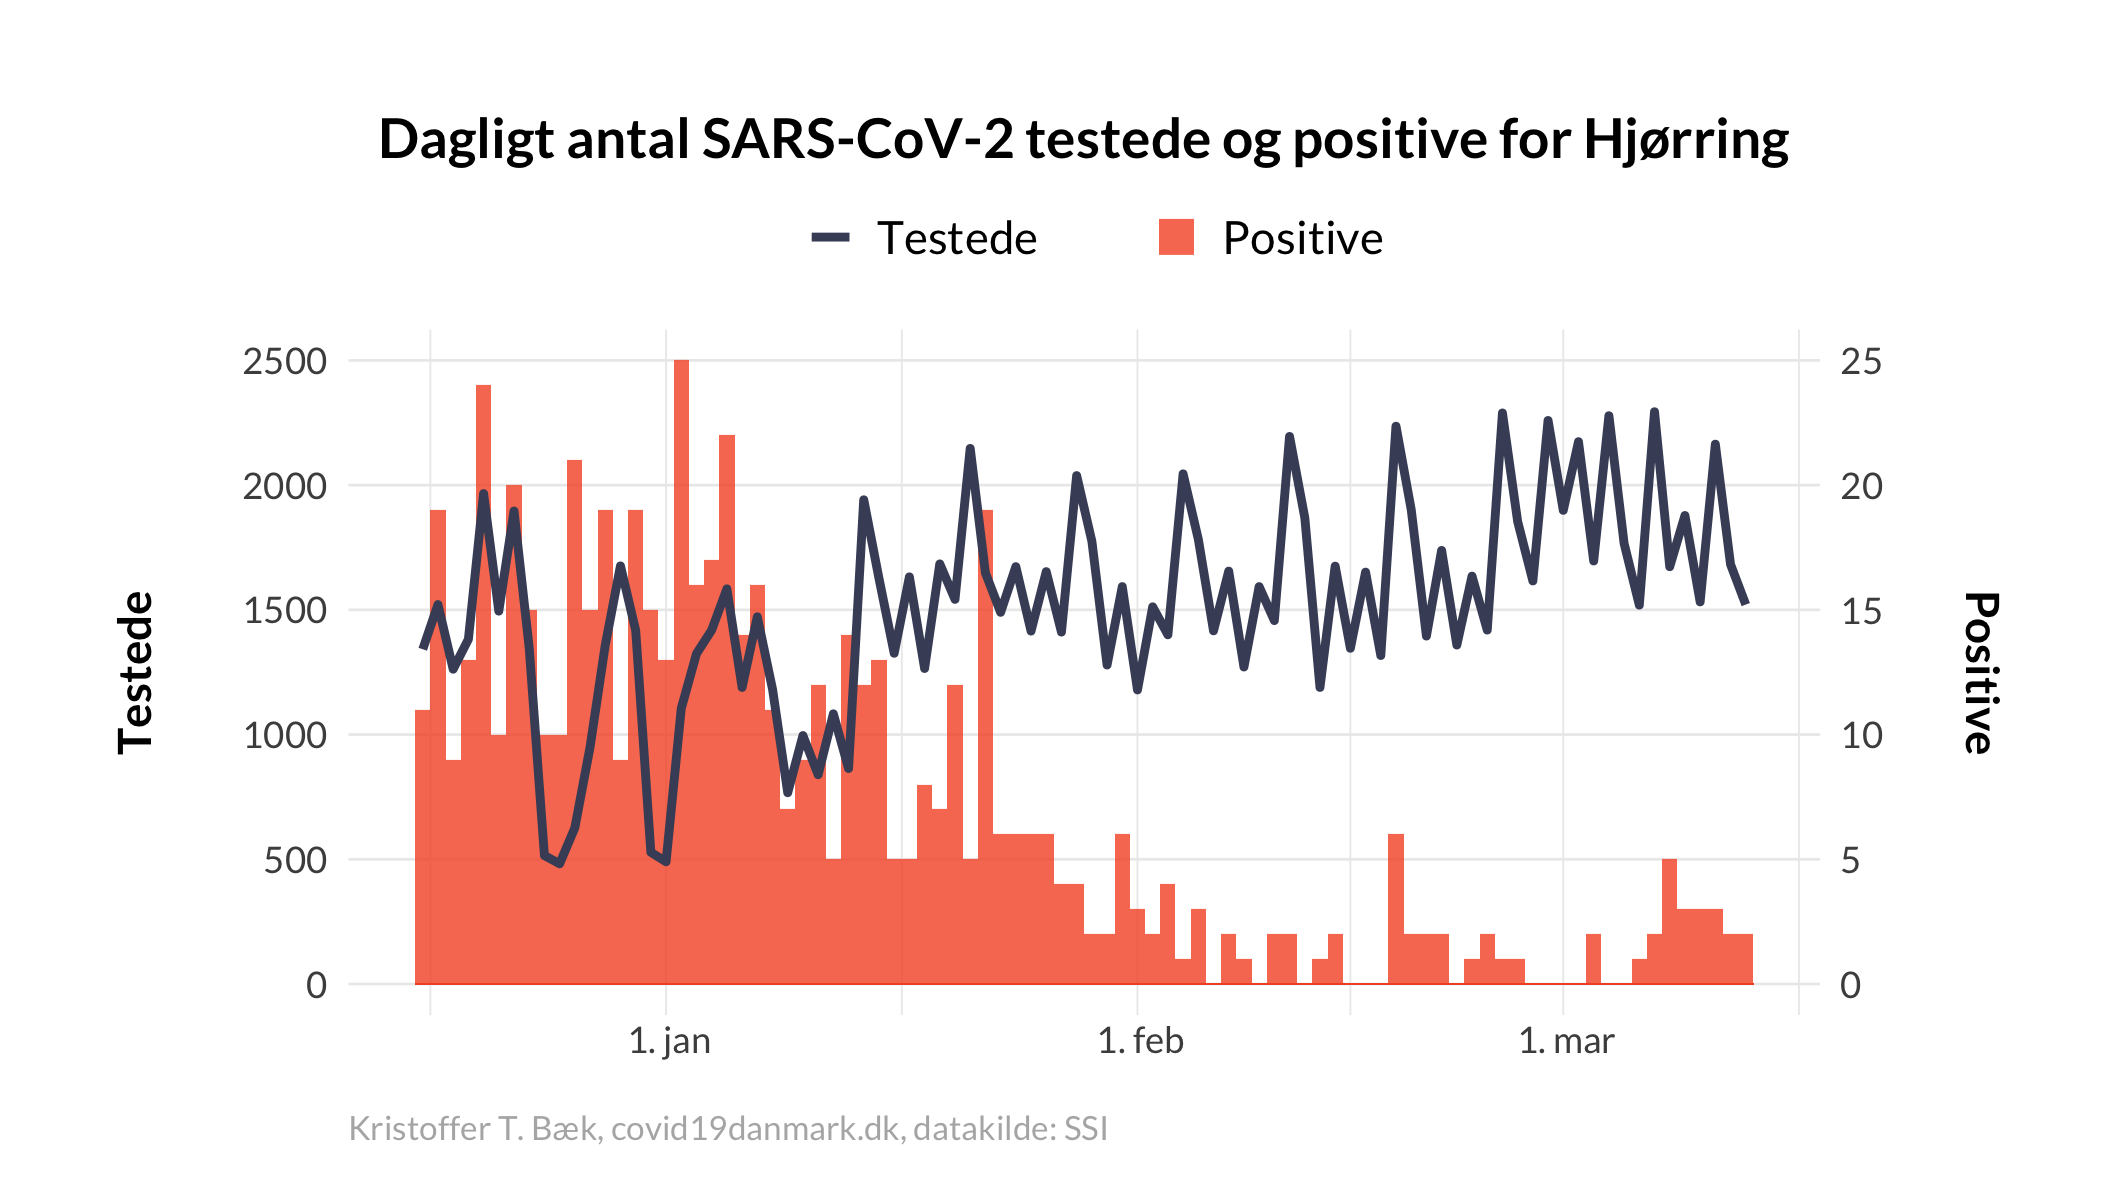 Dagligt antal SARS-CoV-2 testede og positive for Hjørring
Testede Positive
2500 25
2000 20
1500 15
1000 10
500 5
0 0
Testede
Positive
1. jan 1. feb 1. mar
Kristoffer T. Bæk, covid19danmark.dk, datakilde: SSI